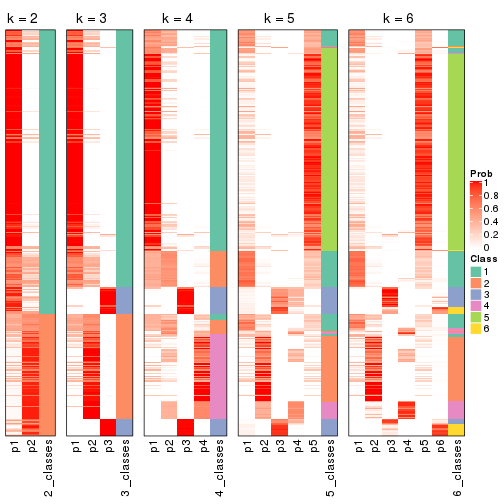 k = 2
k = 3
k = 4
k = 5
k = 6
Prob
1
0.8
0.6
0.4
0.2
0
Class
1
2
3
4
5
6
p1
p2
2_classes
p1
p2
p3
3_classes
p1
p2
p3
p4
4_classes
p1
p2
p3
p4
p5
5_classes
p1
p2
p3
p4
p5
p6
6_classes